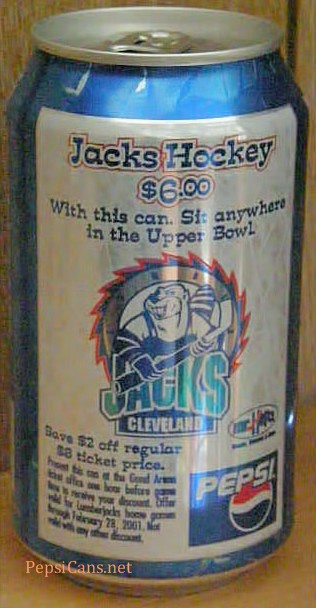 Jacks Hockey
$6.00
With this can. Sit anywhere
in the Upper Bowl
JACKS
CLEVELAND
Save $2 off regular
$8 ticket price.
Present this can at the Gund Arena
ticket office one hour before game
time to receive your discount. Offer
valid for Lumberjacks home games
through February 28, 2001. Not
valid with any other discount.
PEPSI
PepsiCans.net